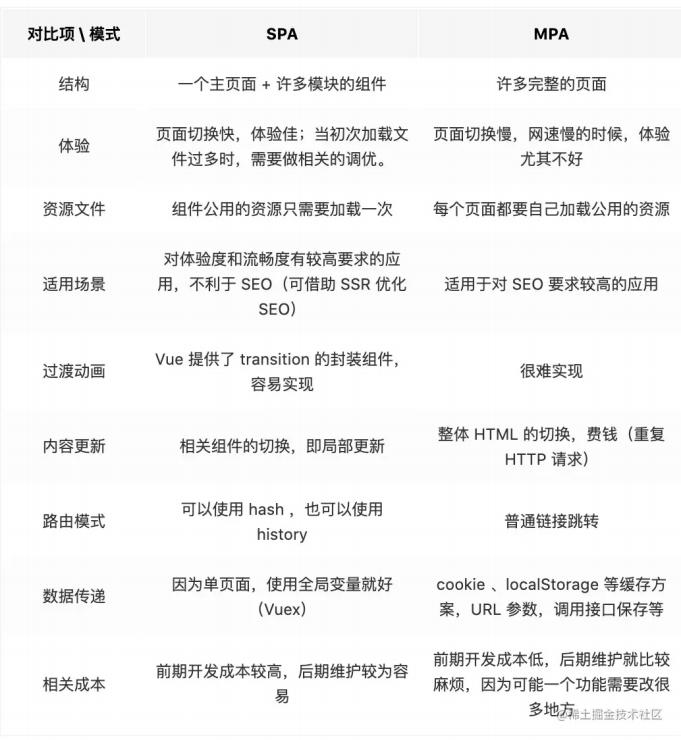 对比项 \ 模式 SPA MPA
结构 一个主页面 + 许多模块的组件 许多完整的页面
体验
页面切换快，体验佳；当初次加载文
件过多时，需要做相关的调优。
页面切换慢，网速慢的时候，体验
尤其不好
资源文件 组件公用的资源只需要加载一次 每个页面都要自己加载公用的资源
适用场景
对体验度和流畅度有较高要求的应
用，不利于 SEO（可借助 SSR 优化
SEO）
适用于对 SEO 要求较高的应用
过渡动画
Vue 提供了 transition 的封装组件，
容易实现
很难实现
内容更新
相关组件的切换，即局部更新
整体 HTML 的切换，费钱（重复
HTTP 请求）
路由模式
可以使用 hash ，也可以使用
history
普通链接跳转
数据传递
因为单页面，使用全局变量就好
（Vuex）
cookie 、localStorage 等缓存方
案，URL 参数，调用接口保存等
相关成本
前期开发成本较高，后期维护较为容
易
前期开发成本低，后期维护就比较
麻烦，因为可能一个功能需要改很
多地方
@稀土掘金技术社区